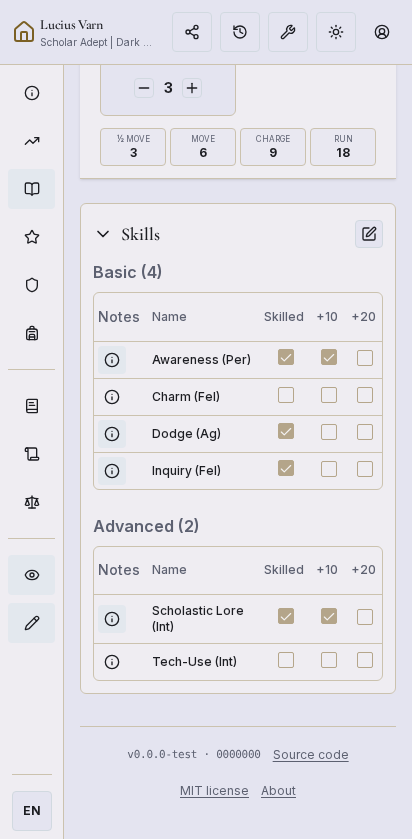 Lucius Varn
Scholar Adept | Dark ...
3
½ MOVE MOVE CHARGE RUN
3 6 9 18
Skills
Basic (4)
Notes Name Skilled +10 +20
Awareness (Per)
Charm (Fel)
Dodge (Ag)
Inquiry (Fel)
Advanced (2)
Notes Name Skilled +10 +20
Scholastic Lore
(Int)
Tech-Use (Int)
v0.0.0-test · 0000000 Source code
MIT license About
EN